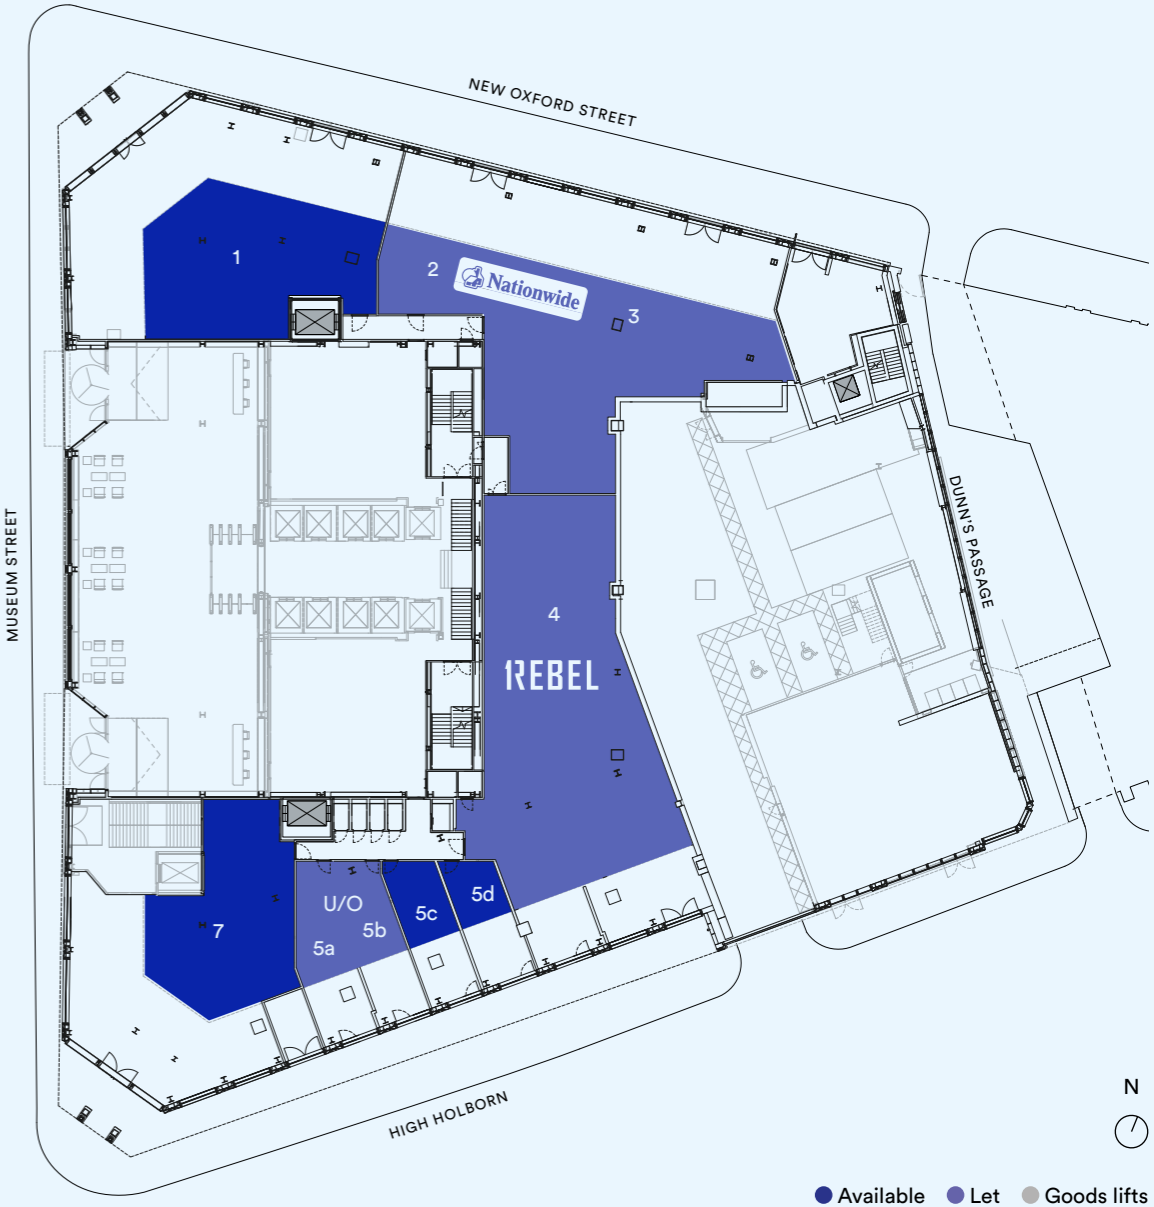 NEW OXFORD STREET
1
2
Nationwide
3
MUSEUM STREET
DUNN'S PASSAGE
4
1REBEL
U/O
5a
5b
5c
5d
7
HIGH HOLBORN
N
Available
Let
Goods lifts